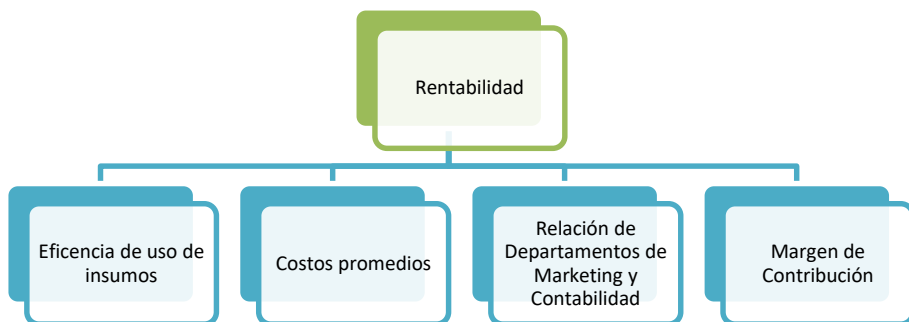 Rentabilidad
Eficencia de uso de
insumos
Costos promedios
Relación de
Departamentos de
Marketing y
Contabilidad
Margen de
Contribución